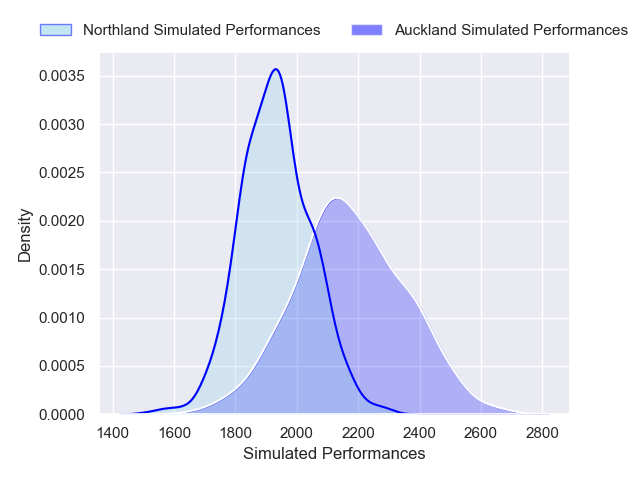 Northland Simulated Performances
Auckland Simulated Performances
0.0035
0.0030
0.0025
0.0020
0.0015
0.0010
0.0005
0.0000
Density
1400 1600 1800 2000 2200 2400 2600 2800
Simulated Performances